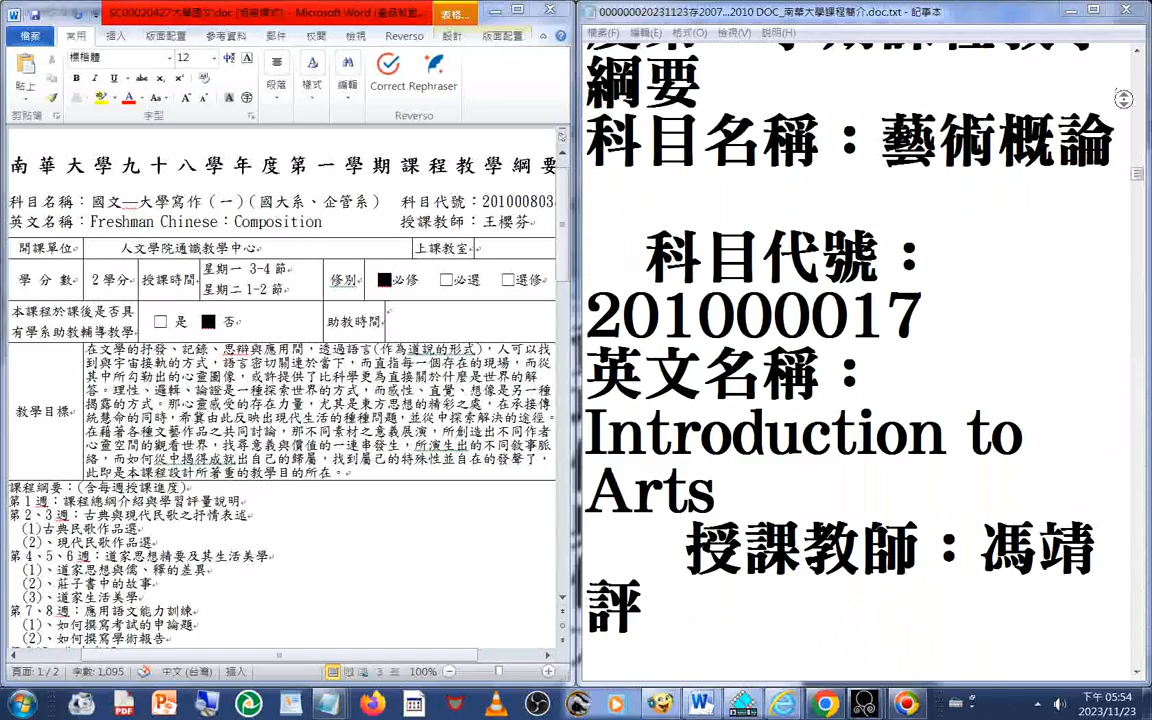 SC00020427大學國文.doc [相容模式] - Microsoft Word (產品啟動...
表格...
檔案 常用 插入 版面配置 參考資料 郵件 校閱 檢視 Reverso 設計 版面配置
標楷體 12
貼上 段落 樣式 編輯 Correct Rephraser
剪貼簿 字型 Reverso
南華大學九十八學年度第一學期課程教學綱要
科目名稱：國文—大學寫作（一）（國大系、企管系） 科目代號：201000803
英文名稱：Freshman Chinese：Composition 授課教師：王櫻芬
開課單位 人文學院通識教學中心 上課教室
學 分 數 2學分 授課時間 星期一 3-4節
星期二1-2節 修別 ■必修 □必選 □選修
本課程於課後是否具
有學系助教輔導教學 □ 是 ■ 否 助教時間
教學目標
在文學的抒發、記錄、思辯與應用間，透過語言(作為道說的形式)，人可以找
到與宇宙接軌的方式，語言密切關連於當下，而直指每一個存在的現場，而從
其中所勾勒出的心靈圖像，或許提供了比科學更為直接關於什麼是世界的解
答。理性、邏輯、論證是一種探索世界的方式，而感性、直覺、想像是另一種
揭露的方式。那心靈感受的存在力量，尤其是東方思想的精彩之處，在承接傳
統慧命的同時，希冀由此反映出現代生活的種種問題，並從中探索解決的途徑。
在藉著各種文藝作品之共同討論，那不同素材之意義展演，所創造出不同作者
心靈空間的觀看世界，找尋意義與價值的一連串發生，所演生出的不同敘事脈
絡，而如何從中揭得成就出自己的歸屬，找到屬己的特殊性並自在的發聲了，
此即是本課程設計所著重的教學目的所在。
課程綱要：(含每週授課進度)
第1週：課程總綱介紹與學習評量說明
第2、3週：古典與現代民歌之抒情表述
(1)古典民歌作品選
(2)、現代民歌作品選
第4、5、6週：道家思想精要及其生活美學
(1)、道家思想與儒、釋的差異
(2)、莊子書中的故事
(3)、道家生活美學
第7、8週：應用語文能力訓練
(1)、如何撰寫考試的申論題
(2)、如何撰寫學術報告
頁面: 1/2 字數: 1,095 中文 (台灣) 插入 100%
000000020231123存2007...2010 DOC_南華大學課程簡介.doc.txt - 記事本
檔案(F) 編輯(E) 格式(O) 檢視(V) 說明(H)
綱要
科目名稱：藝術概論
科目代號：
201000017
英文名稱：
Introduction to
Arts
授課教師：馮靖
評
下午 05:54
2023/11/23